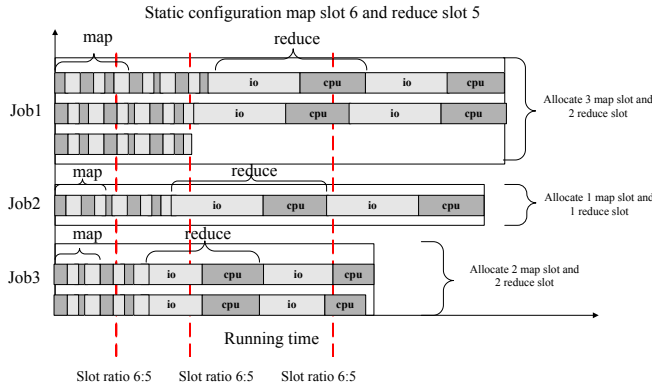 Static configuration map slot 6 and reduce slot 5
map
reduce
io cpu io cpu
Job1
io cpu io cpu
Allocate 3 map slot and
2 reduce slot
map
reduce
Job2
io cpu io cpu
Allocate 1 map slot and
1 reduce slot
map
reduce
Job3
io cpu io cpu
io cpu io cpu
Allocate 2 map slot and
2 reduce slot
Running time
Slot ratio 6:5 Slot ratio 6:5 Slot ratio 6:5